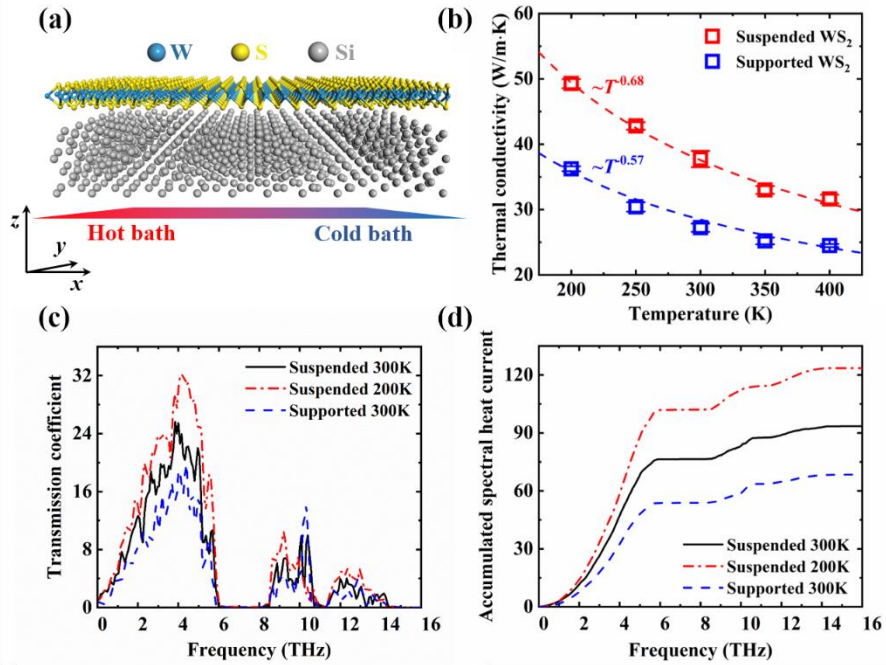 (a)
W S Si
z
y
x
Hot bath Cold bath
(b)
Thermal conductivity (W/m·K)
60
50
40
30
20
Suspended WS2
Supported WS2
~T-0.68
~T-0.57
200 250 300 350 400
Temperature (K)
(c)
Transmission coefficient
32
24
16
8
0
Suspended 300K
Suspended 200K
Supported 300K
0 2 4 6 8 10 12 14 16
Frequency (THz)
(d)
Accumulated spectral heat current
120
90
60
30
0
Suspended 300K
Suspended 200K
Supported 300K
0 2 4 6 8 10 12 14 16
Frequency (THz)